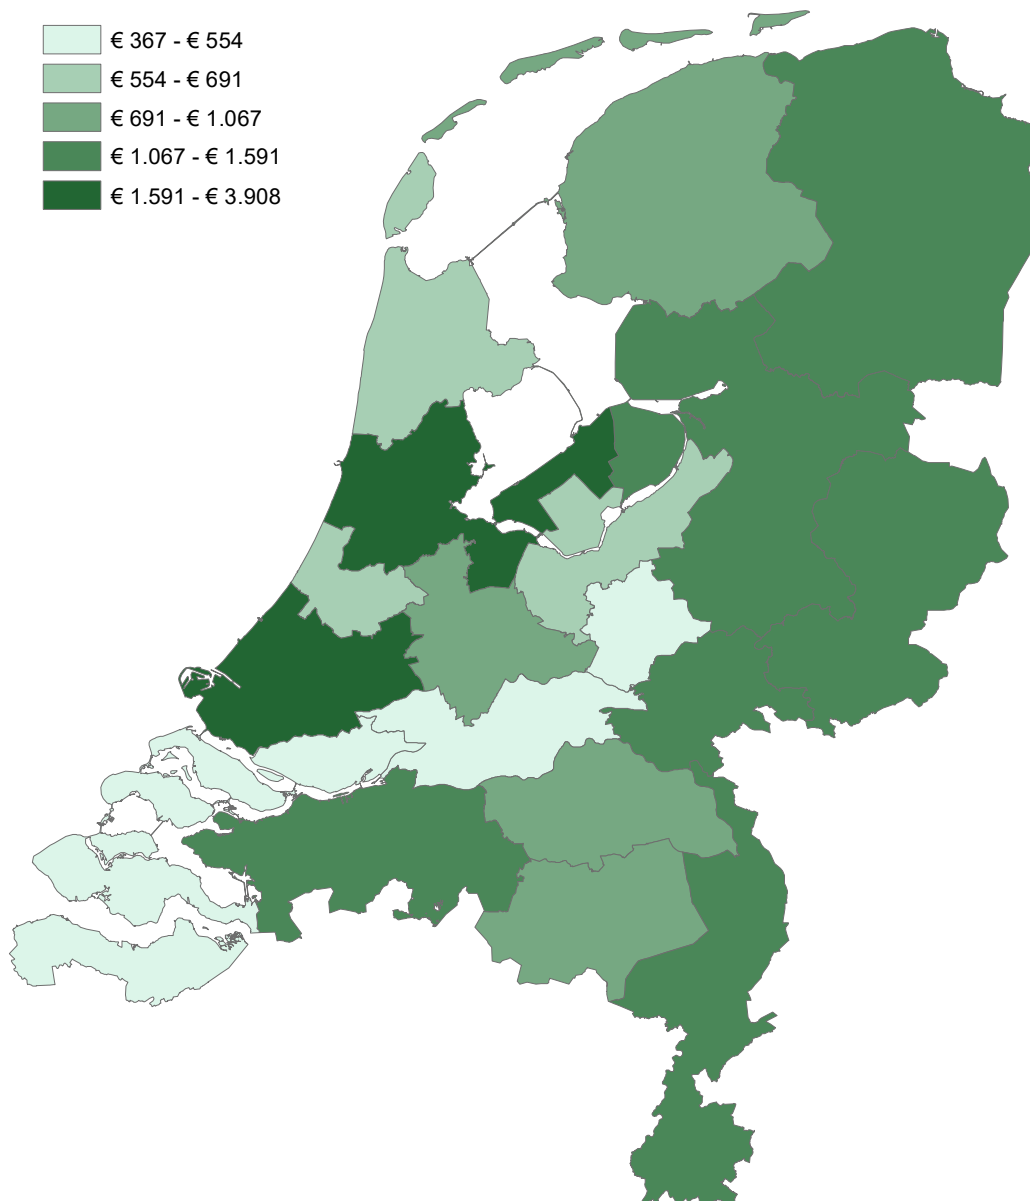 € 367 - € 554
€ 554 - € 691
€ 691 - € 1.067
€ 1.067 - € 1.591
€ 1.591 - € 3.908